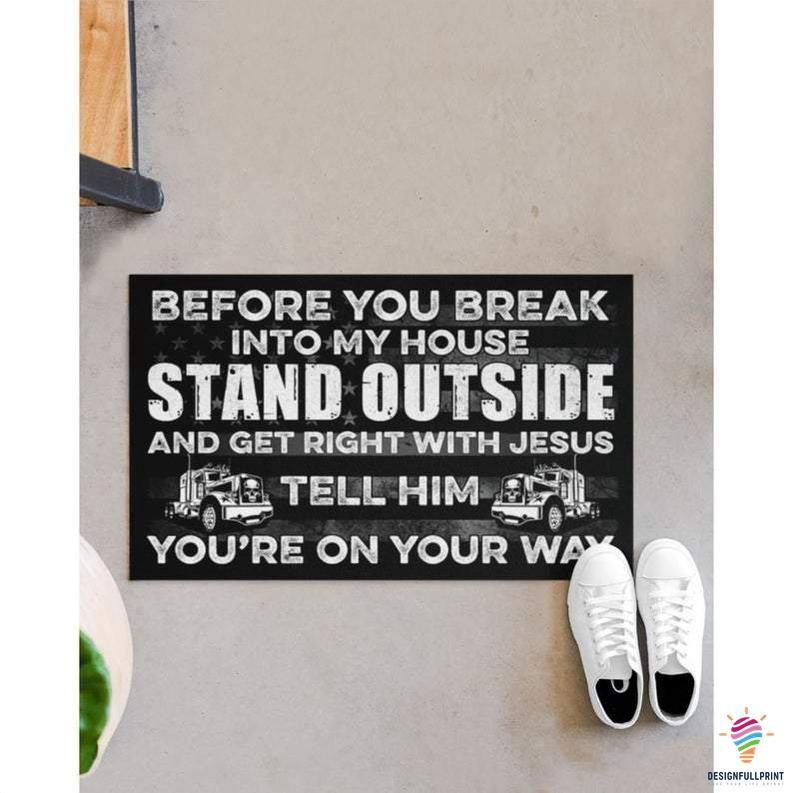 BEFORE YOU BREAK
INTO MY HOUSE
STAND OUTSIDE
AND GET RIGHT WITH JESUS
TELL HIM
YOU'RE ON YOUR WAY
DESIGNFULLPRINT